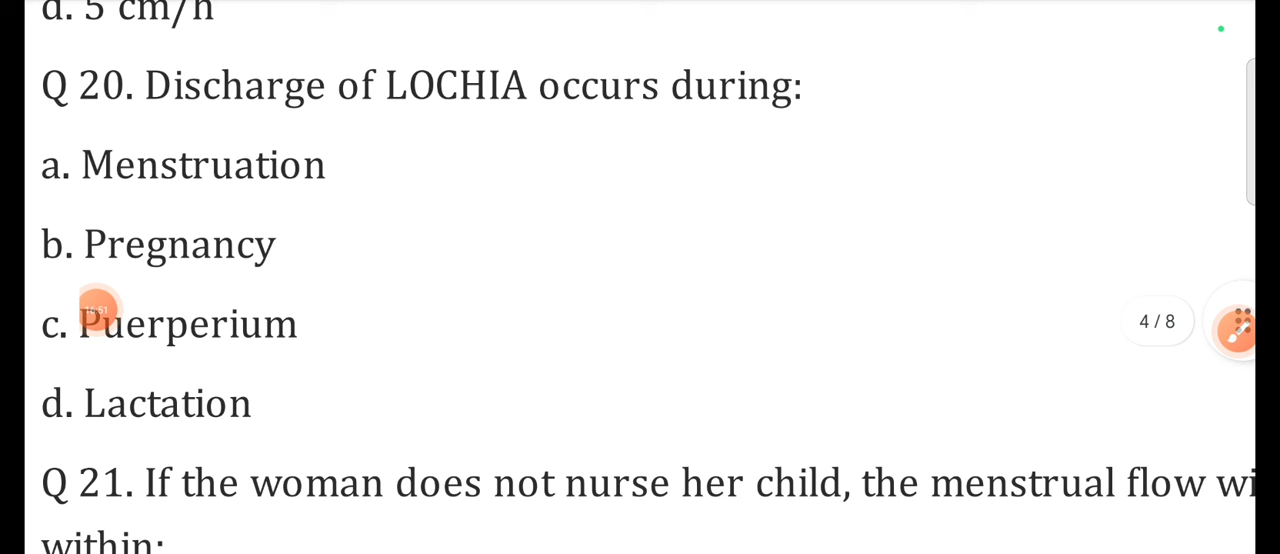 d. 5 cm/h
Q 20. Discharge of LOCHIA occurs during:
a. Menstruation
b. Pregnancy
c. Puerperium
4 / 8
d. Lactation
Q 21. If the woman does not nurse her child, the menstrual flow wi
within: